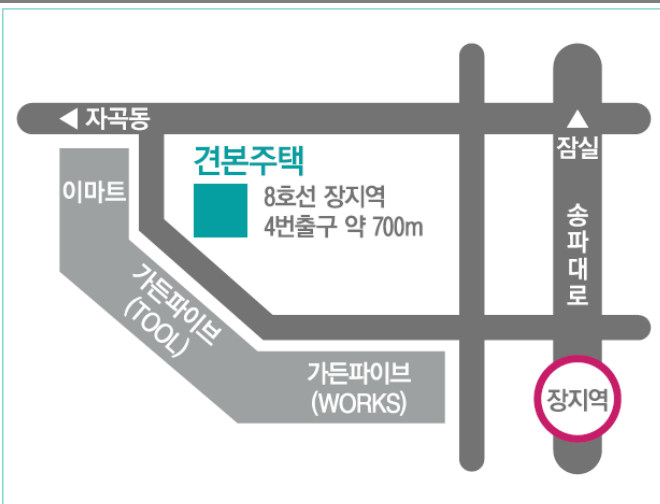 ◀ 자곡동
▲
잠실
견본주택
이마트
8호선 장지역
4번출구 약 700m
송파대로
가든파이브
(TOOL)
가든파이브
(WORKS)
장지역